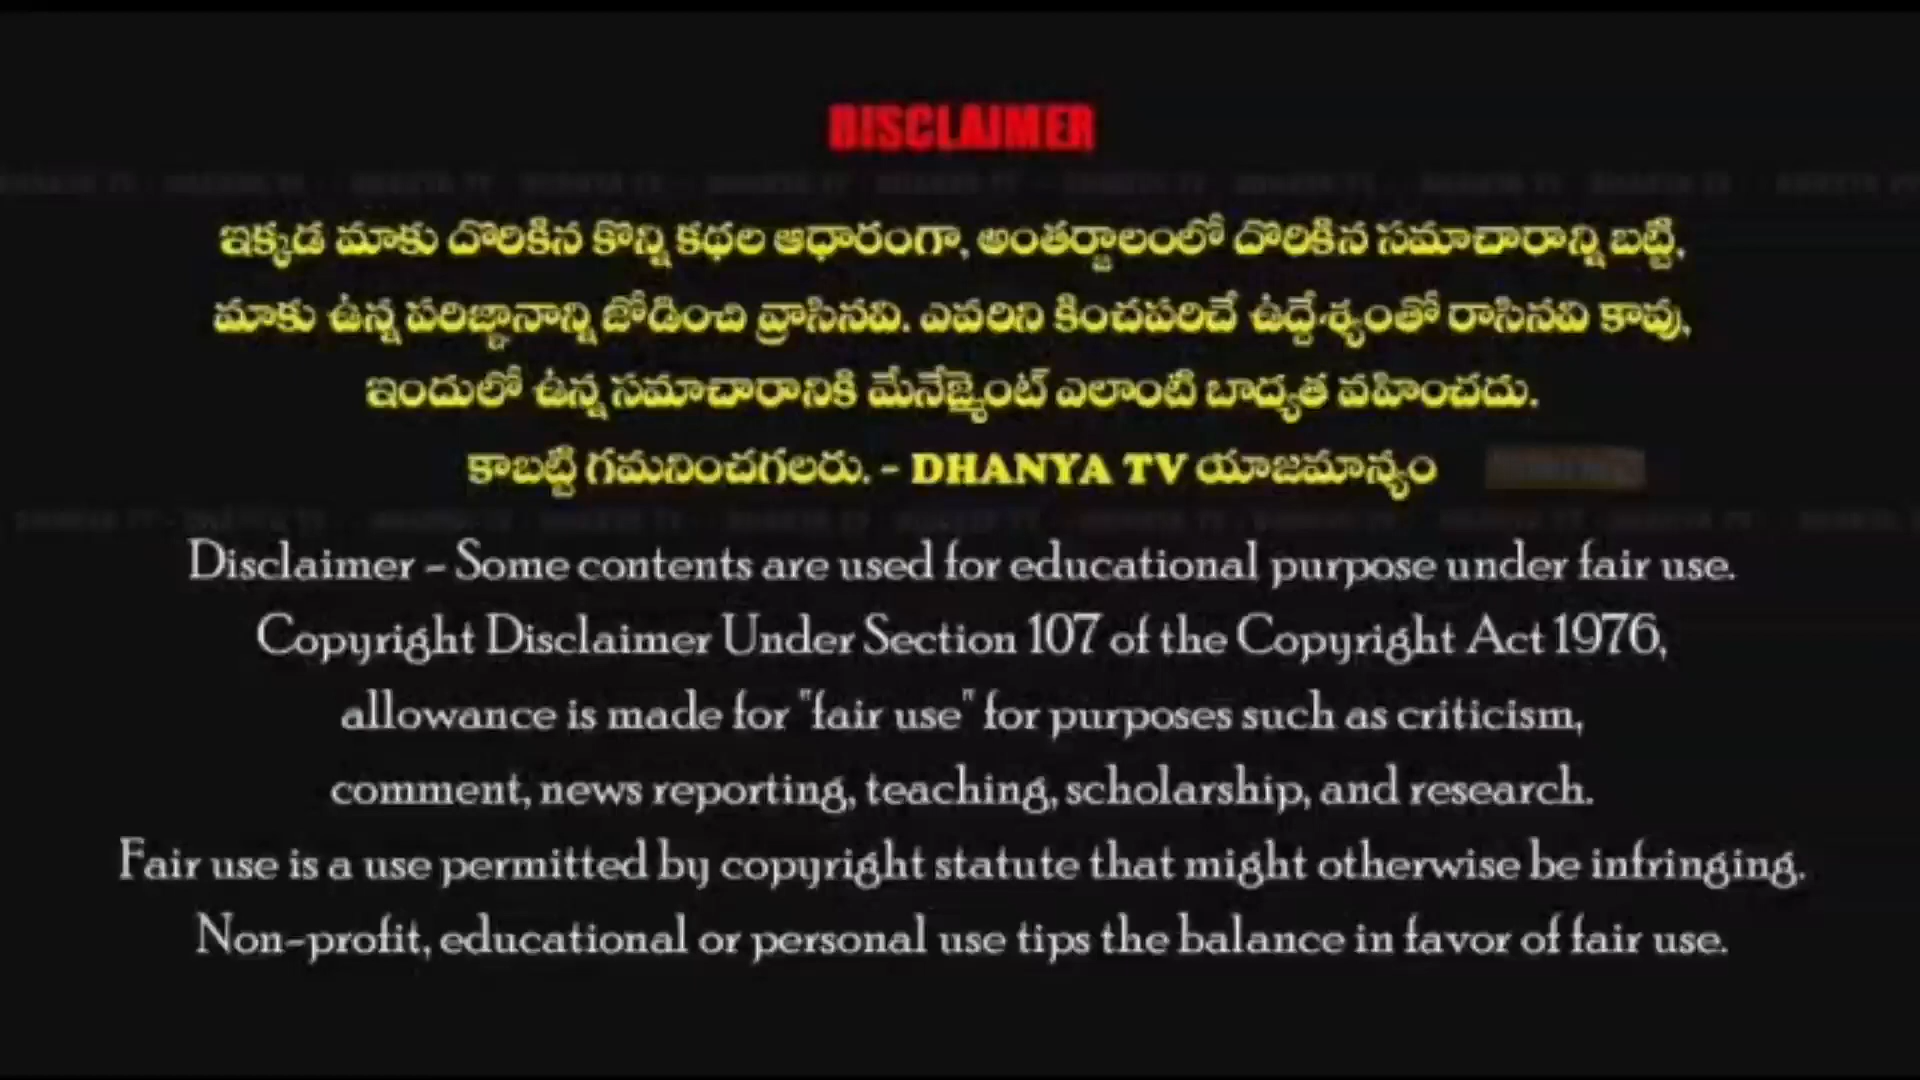 DISCLAIMER
ఇక్కడ మాకు దొరికిన కొన్ని కథల ఆధారంగా, అంతర్జాలంలో దొరికిన సమాచారాన్ని బట్టి,
మాకు ఉన్న పరిజ్ఞానాన్ని జోడించి వ్రాసినవి. ఎవరిని కించపరిచే ఉద్దేశ్యంతో రాసినవి కావు,
ఇందులో ఉన్న సమాచారానికి మేనేజ్మెంట్ ఎలాంటి బాద్యత వహించదు.
కాబట్టి గమనించగలరు. - DHANYA TV యాజమాన్యం
Disclaimer - Some contents are used for educational purpose under fair use.
Copyright Disclaimer Under Section 107 of the Copyright Act 1976,
allowance is made for "fair use" for purposes such as criticism,
comment, news reporting, teaching, scholarship, and research.
Fair use is a use permitted by copyright statute that might otherwise be infringing.
Non-profit, educational or personal use tips the balance in favor of fair use.